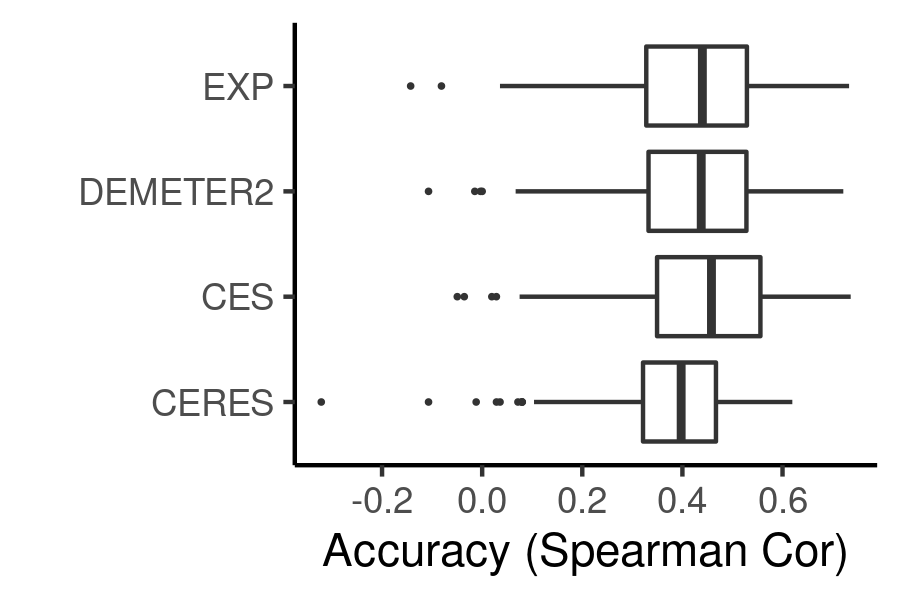 EXP
DEMETER2
CES
CERES
-0.2 0.0 0.2 0.4 0.6
Accuracy (Spearman Cor)